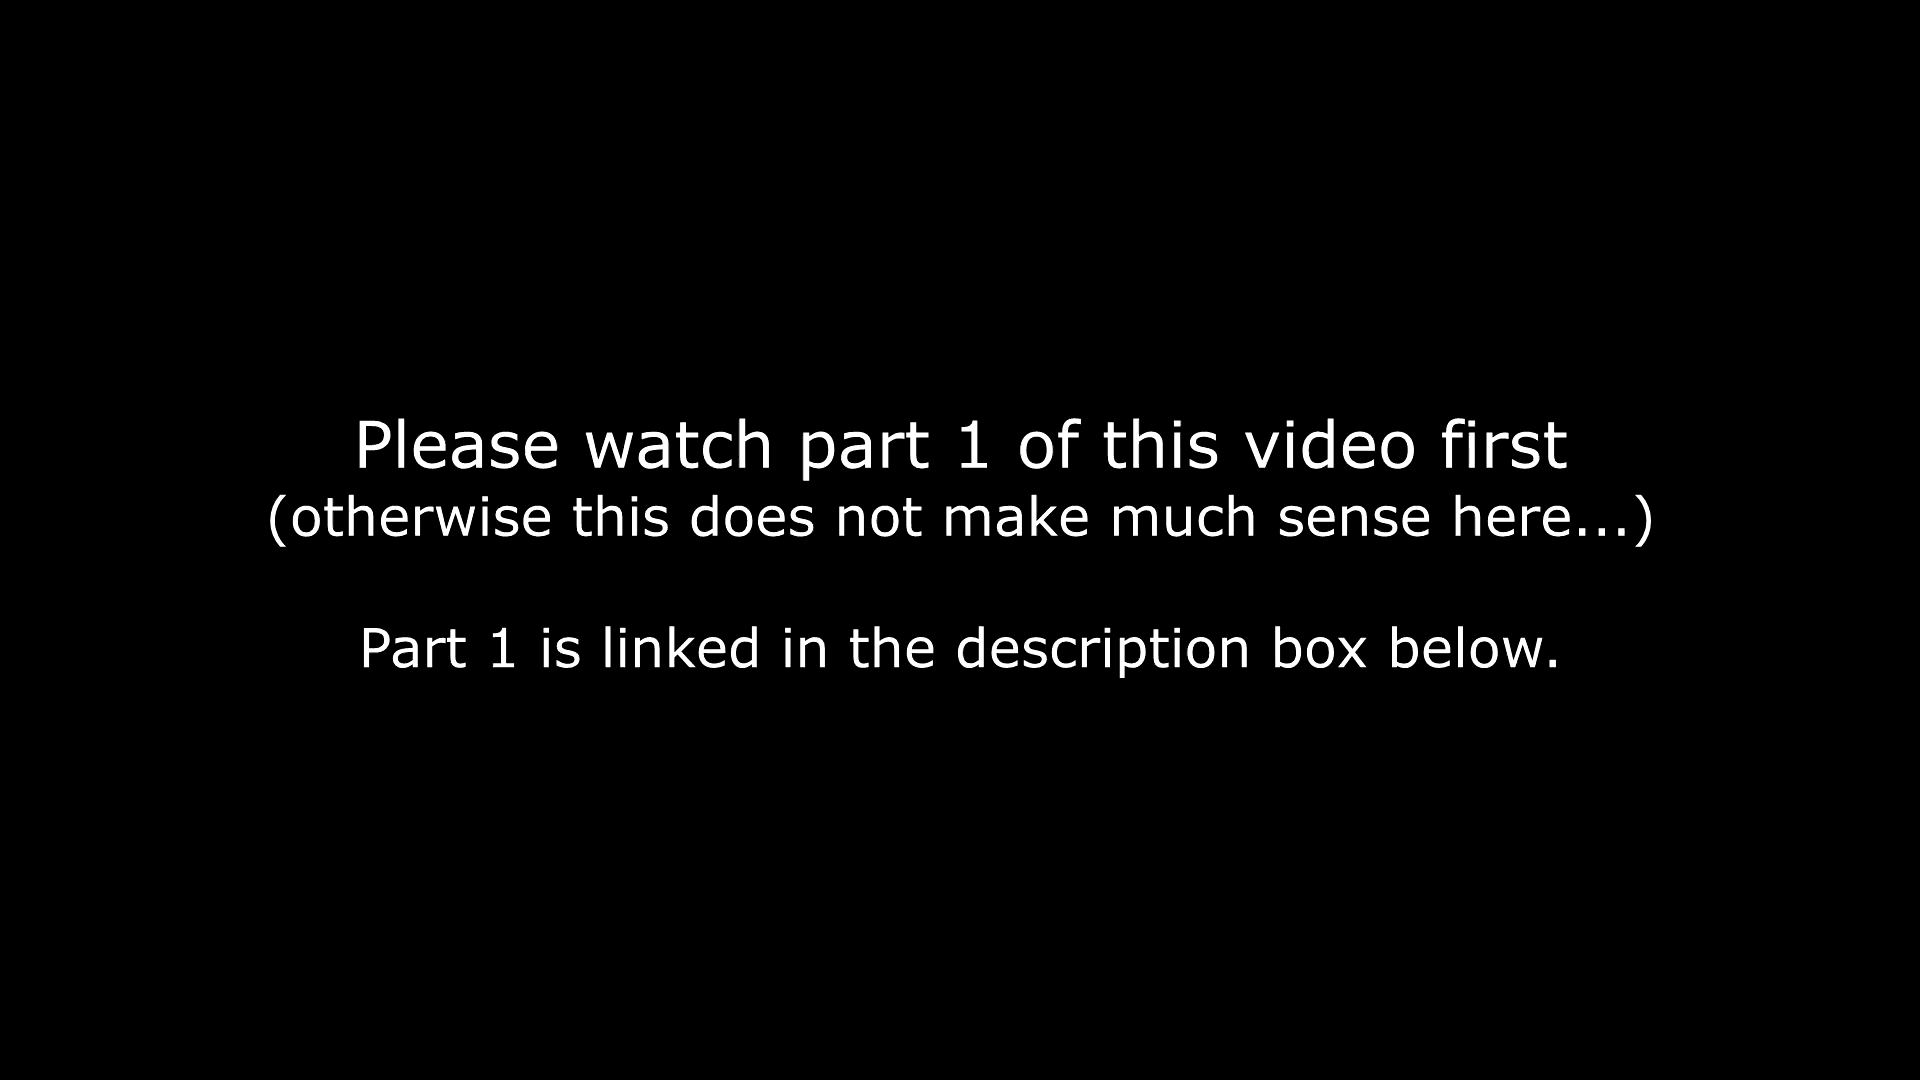 Please watch part 1 of this video first
(otherwise this does not make much sense here...)
Part 1 is linked in the description box below.